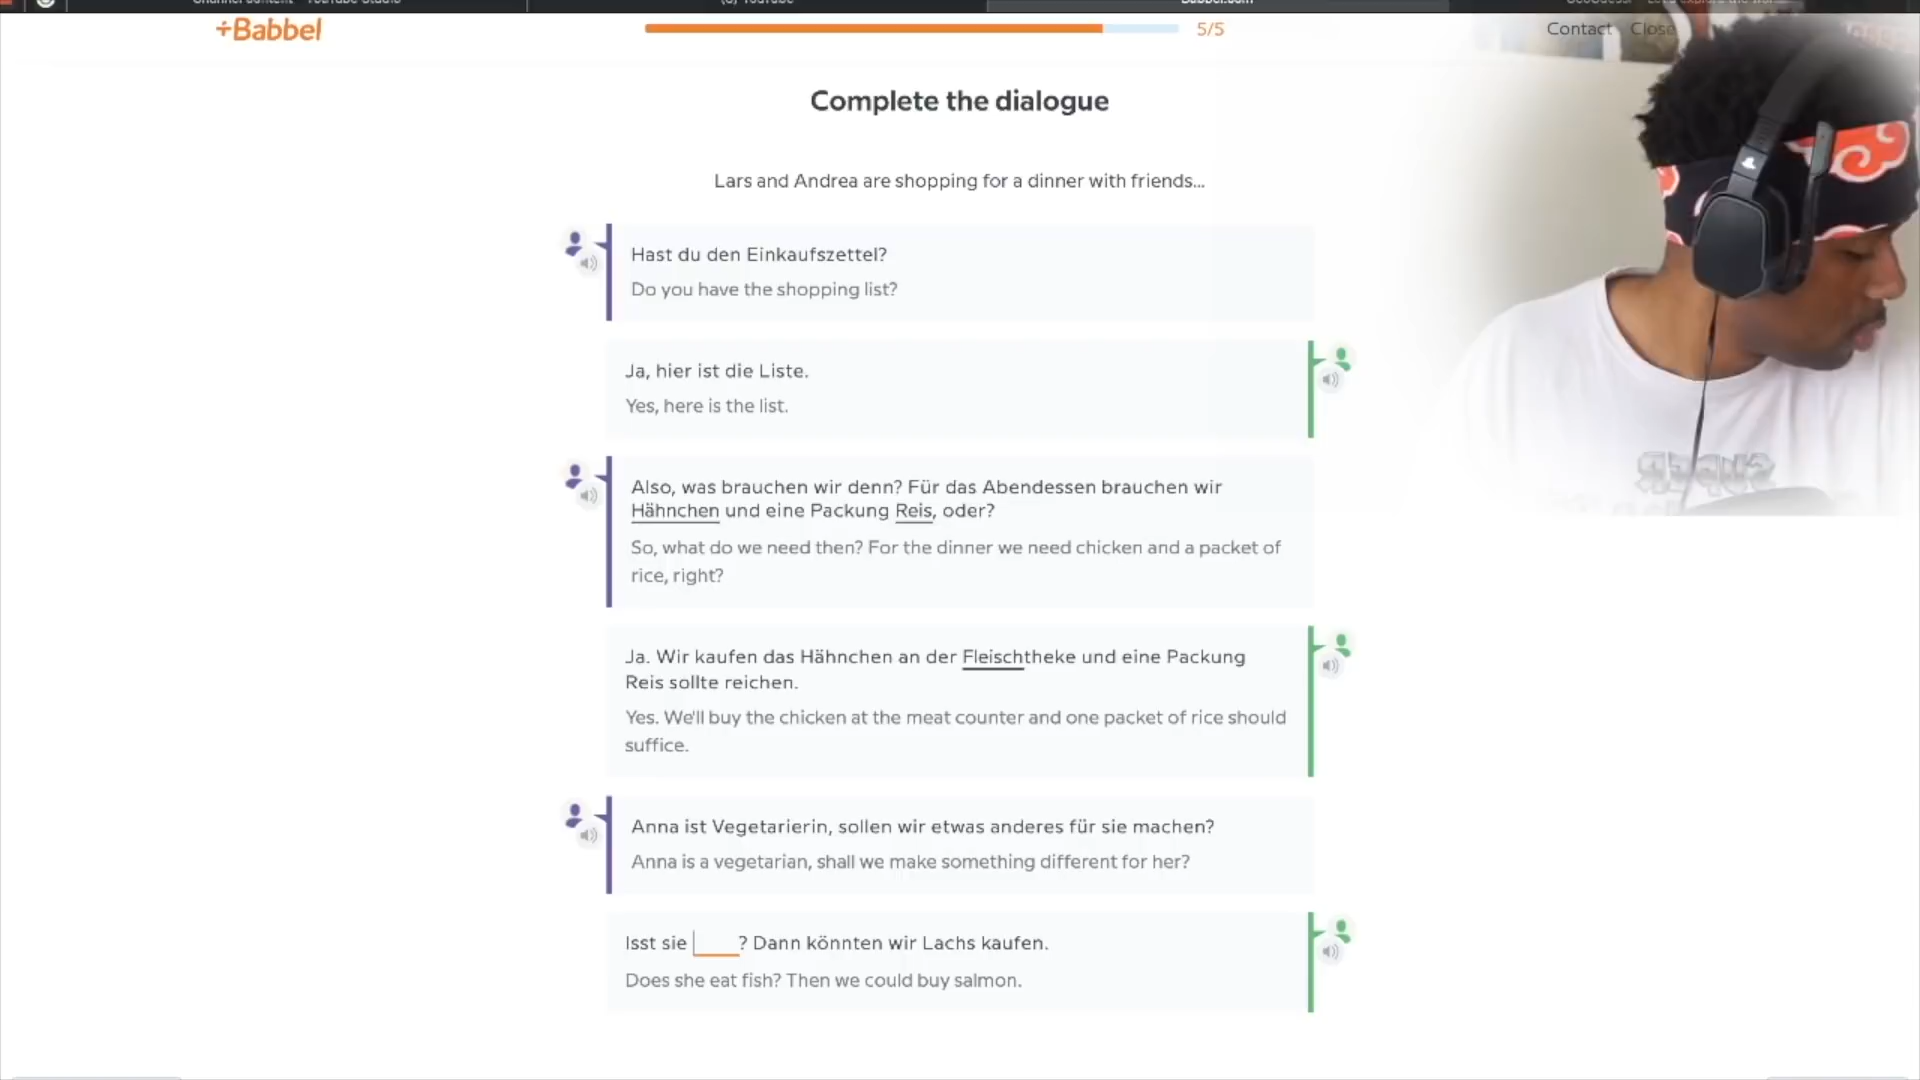 Babbel.com
+Babbel
5/5
Contact Close
Complete the dialogue
Lars and Andrea are shopping for a dinner with friends...
Hast du den Einkaufszettel?
Do you have the shopping list?
Ja, hier ist die Liste.
Yes, here is the list.
Also, was brauchen wir denn? Für das Abendessen brauchen wir
Hähnchen und eine Packung Reis, oder?
So, what do we need then? For the dinner we need chicken and a packet of
rice, right?
Ja. Wir kaufen das Hähnchen an der Fleischtheke und eine Packung
Reis sollte reichen.
Yes. We'll buy the chicken at the meat counter and one packet of rice should
suffice.
Anna ist Vegetarierin, sollen wir etwas anderes für sie machen?
Anna is a vegetarian, shall we make something different for her?
Isst sie ____? Dann könnten wir Lachs kaufen.
Does she eat fish? Then we could buy salmon.